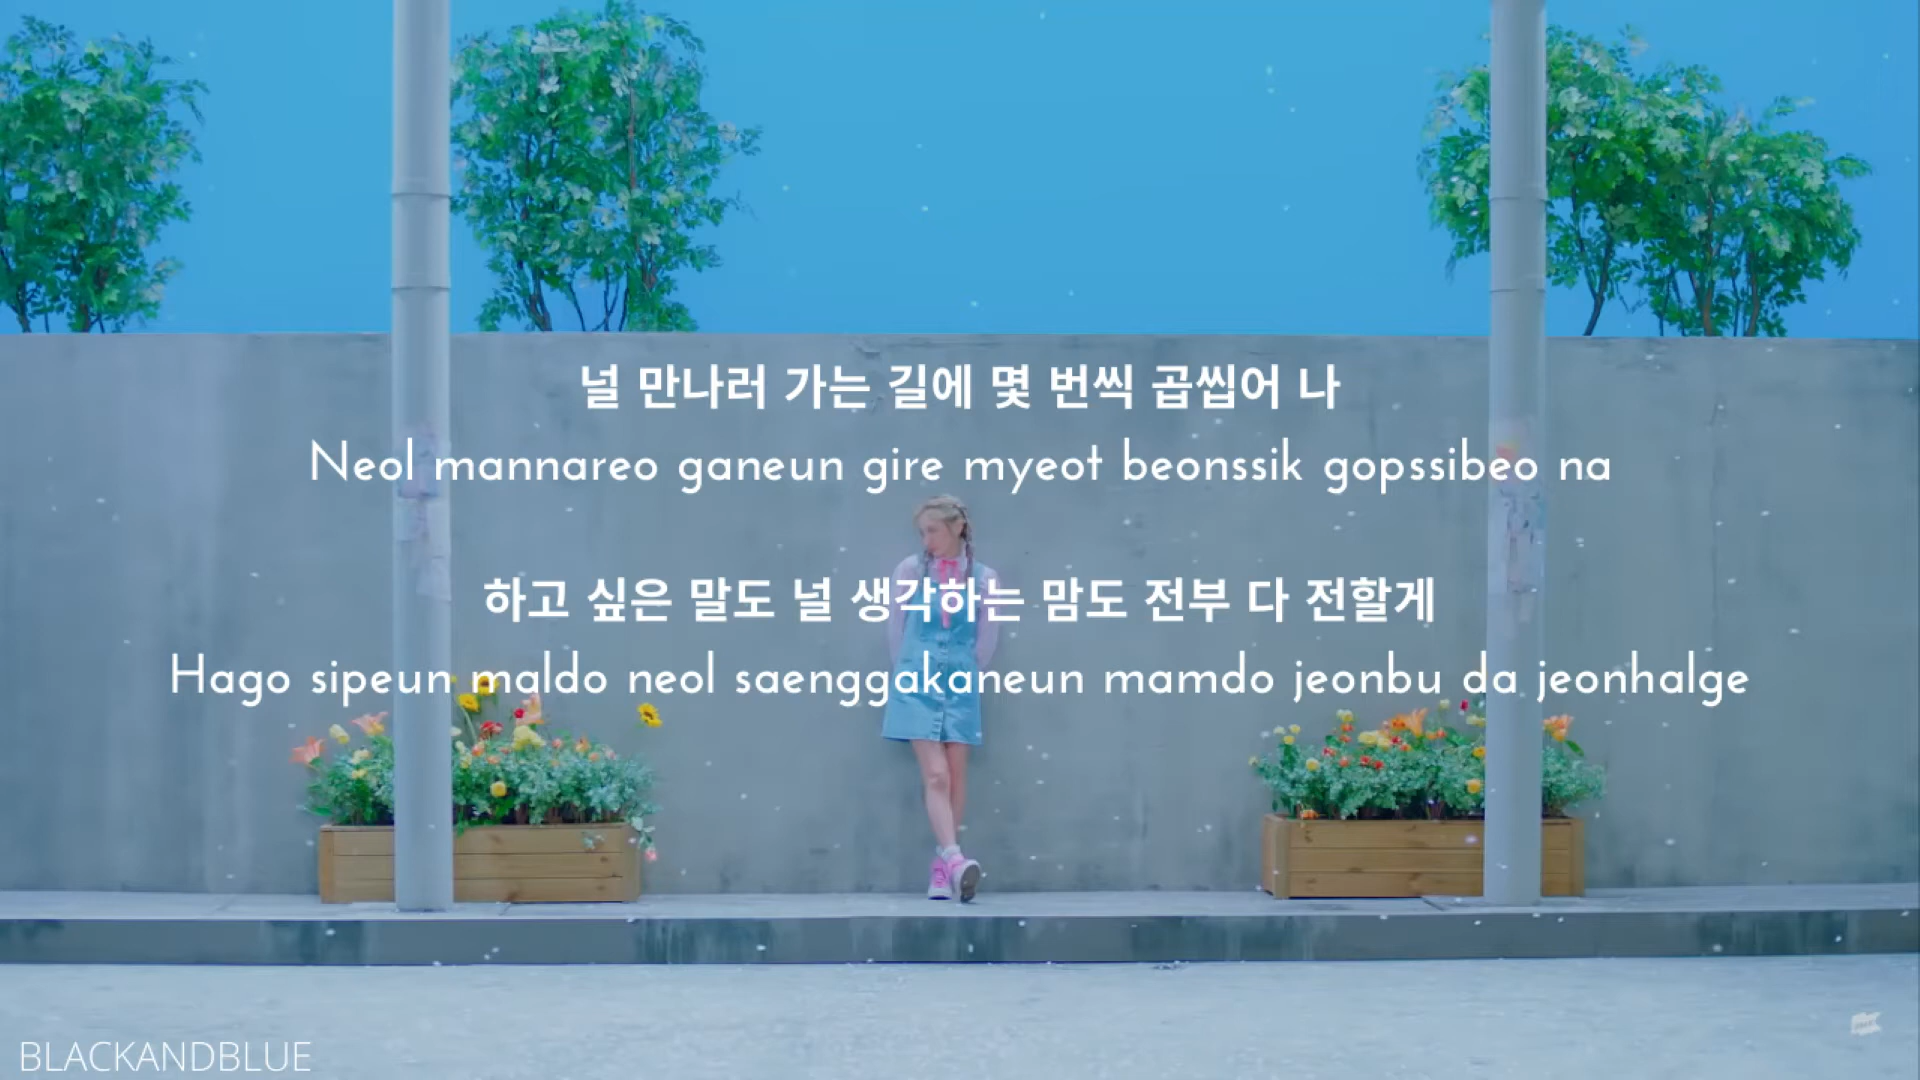 널 만나러 가는 길에 몇 번씩 곱씹어 나
Neol mannareo ganeun gire myeot beonssik gopssibeo na
하고 싶은 말도 널 생각하는 맘도 전부 다 전할게
Hago sipeun maldo neol saenggakaneun mamdo jeonbu da jeonhalge
BLACKANDBLUE